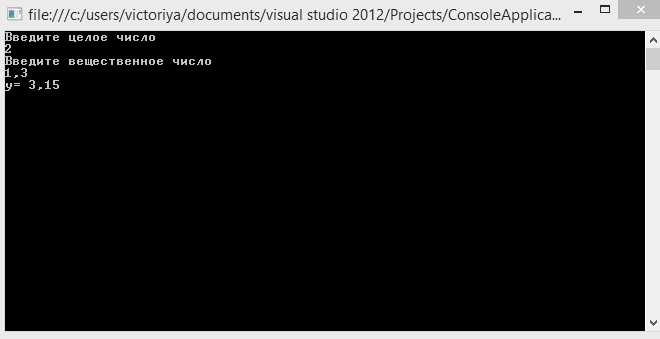 file:///c:/users/victoriya/documents/visual studio 2012/Projects/ConsoleApplica...
Введите целое число
2
Введите вещественное число
1,3
y= 3,15